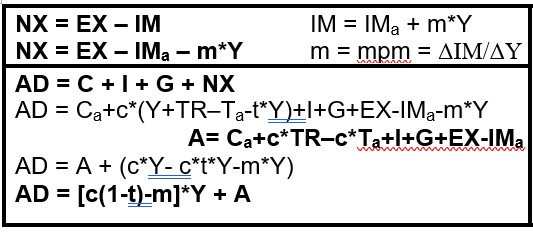 NX = EX – IM IM = IMₐ + m*Y
NX = EX – IMₐ – m*Y m = mpm = ΔIM/ΔY
AD = C + I + G + NX
AD = Cₐ+c*(Y+TR–Tₐ-t*Y)+I+G+EX-IMₐ-m*Y
A= Cₐ+c*TR–c*Tₐ+I+G+EX-IMₐ
AD = A + (c*Y- c*t*Y-m*Y)
AD = [c(1-t)-m]*Y + A